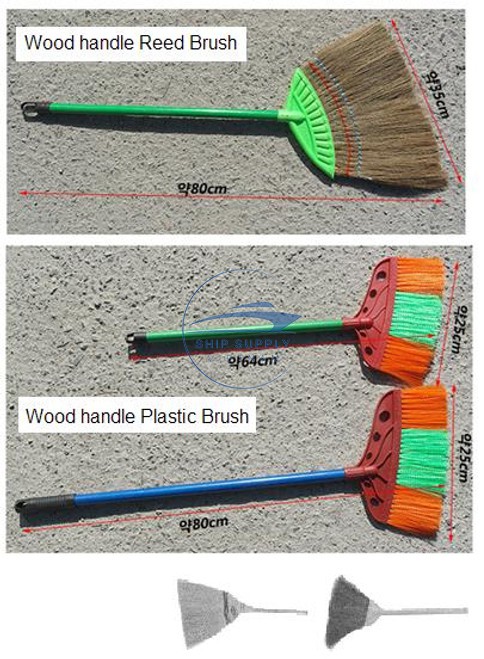 Wood handle Reed Brush
약35cm
약80cm
약25cm
SHIP SUPPLY
약64cm
Wood handle Plastic Brush
약25cm
약80cm